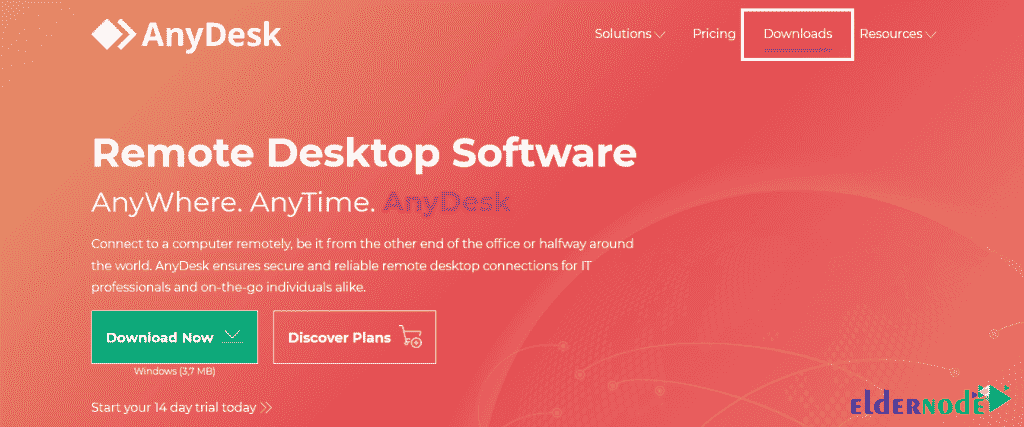 AnyDesk
Solutions Pricing Downloads Resources
Remote Desktop Software
AnyWhere. AnyTime. AnyDesk
Connect to a computer remotely, be it from the other end of the office or halfway around
the world. AnyDesk ensures secure and reliable remote desktop connections for IT
professionals and on-the-go individuals alike.
Download Now Discover Plans
Windows (3,7 MB)
Start your 14 day trial today
eldernode